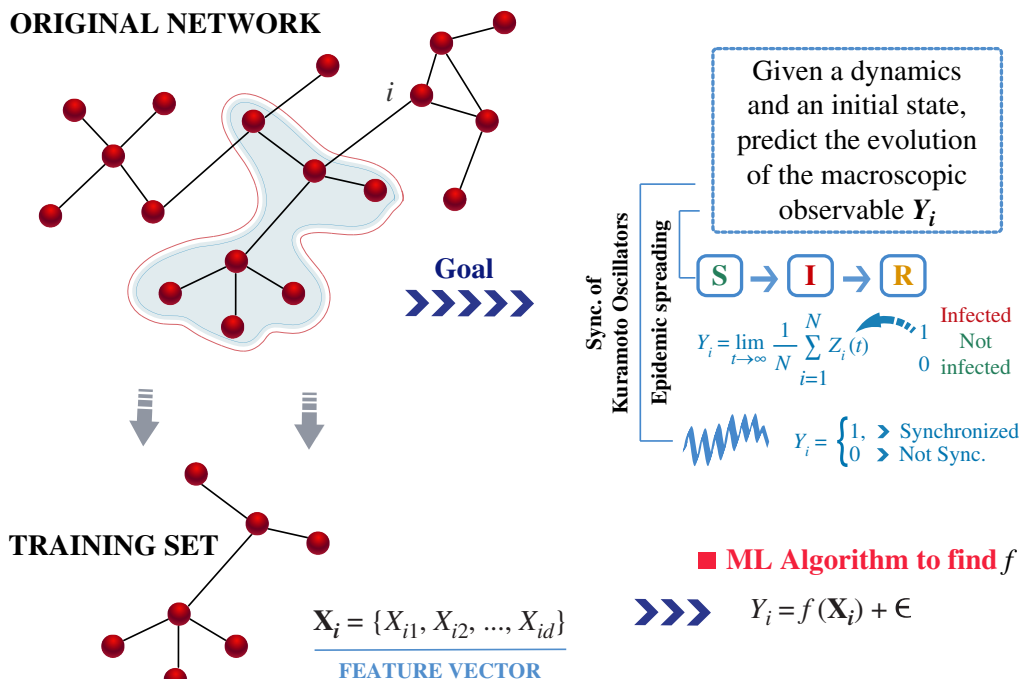 ORIGINAL NETWORK
i
Given a dynamics
and an initial state,
predict the evolution
of the macroscopic
observable Y_i
Goal
Sync. of
Kuramoto Oscillators
Epidemic spreading
S I R
Y_i = lim_{t→∞} 1/N ∑_{i=1}^{N} Z_i(t)
1 Infected
Not
0 infected
Y_i = { 1, Synchronized
0 Not Sync.
TRAINING SET
ML Algorithm to find f
X_i = {X_{i1}, X_{i2}, ..., X_{id}}
Y_i = f(X_i) + ϵ
FEATURE VECTOR